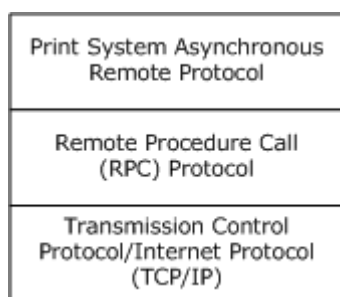 Print System Asynchronous
Remote Protocol
Remote Procedure Call
(RPC) Protocol
Transmission Control
Protocol/Internet Protocol
(TCP/IP)